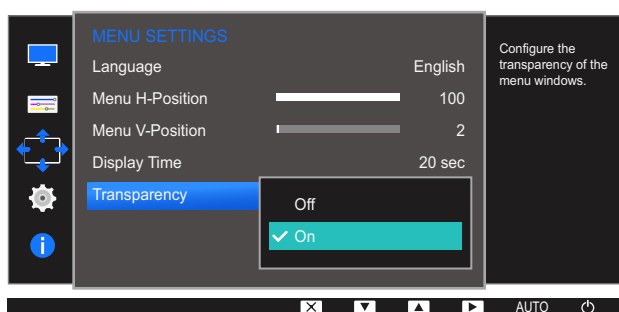 MENU SETTINGS
Language English
Menu H-Position 100
Menu V-Position 2
Display Time 20 sec
Transparency
Off
On
Configure the
transparency of the
menu windows.
AUTO